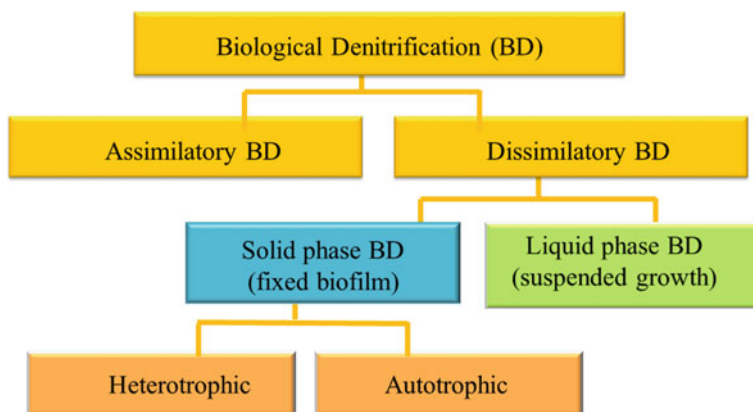 Biological Denitrification (BD)
Assimilatory BD
Dissimilatory BD
Solid phase BD
(fixed biofilm)
Liquid phase BD
(suspended growth)
Heterotrophic
Autotrophic